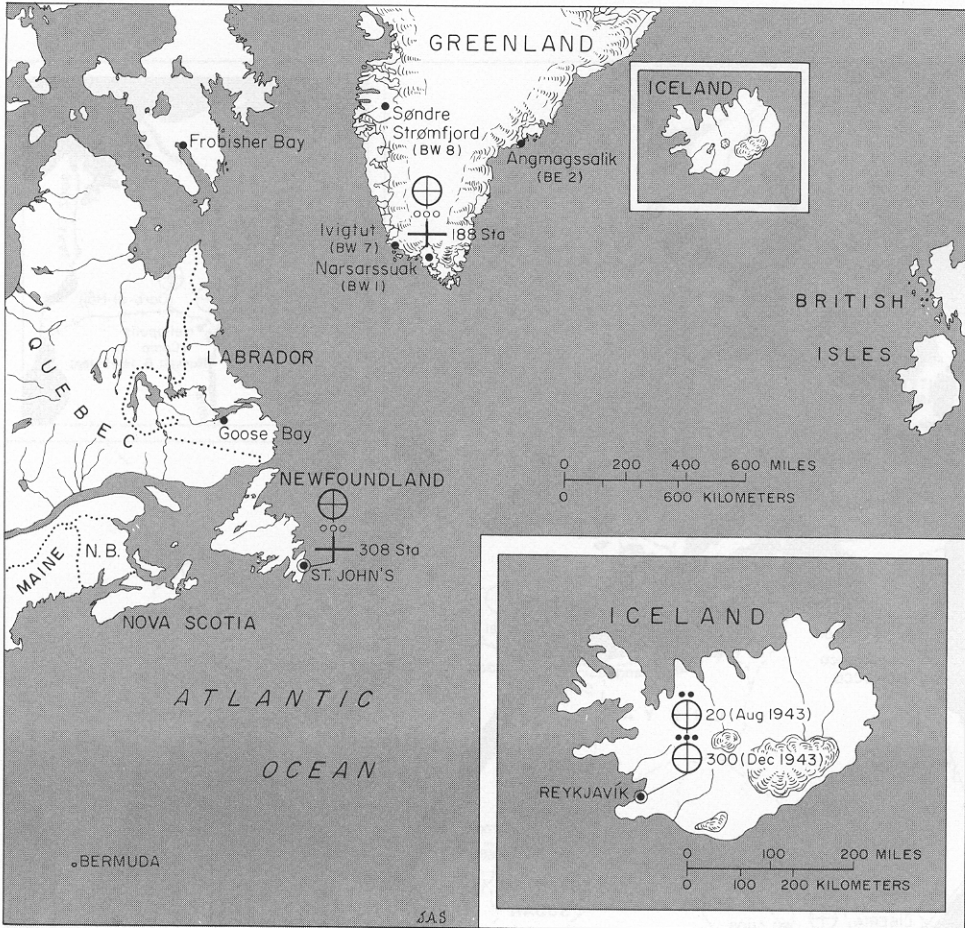 GREENLAND
ICELAND
Søndre
Strømfjord
(BW 8)
Frobisher Bay
Angmagssalik
(BE 2)
Ivigtut
(BW 7)
188 Sta
Narsarssuak
(BW 1)
BRITISH
ISLES
QUEBEC
LABRADOR
Goose Bay
0 200 400 600 MILES
0 600 KILOMETERS
NEWFOUNDLAND
308 Sta
ST. JOHN'S
MAINE
N.B.
NOVA SCOTIA
ATLANTIC
OCEAN
BERMUDA
SAS
ICELAND
20 (Aug 1943)
300 (Dec 1943)
REYKJAVIK
0 100 200 MILES
0 100 200 KILOMETERS